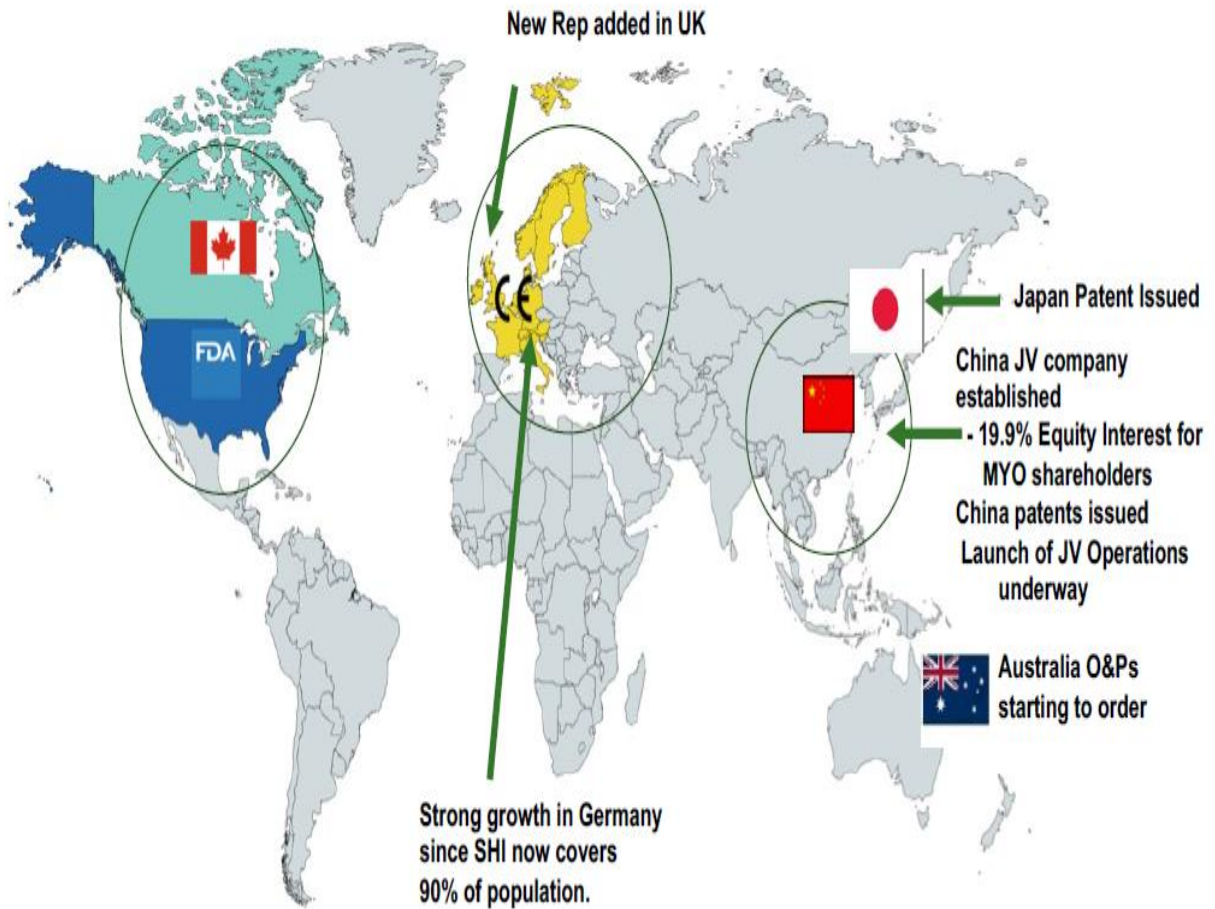 New Rep added in UK
FDA
CE
Japan Patent Issued
China JV company
established
- 19.9% Equity Interest for
MYO shareholders
China patents issued
Launch of JV Operations
underway
Australia O&Ps
starting to order
Strong growth in Germany
since SHI now covers
90% of population.